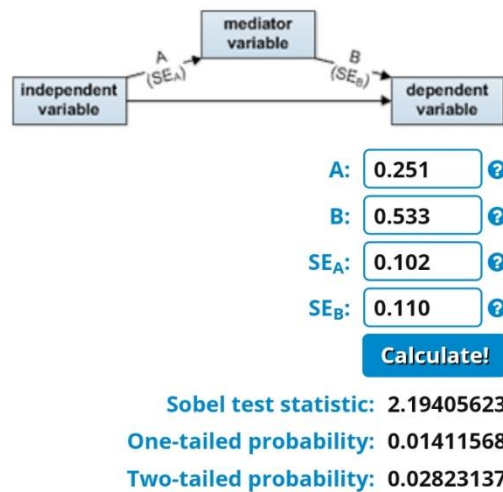 mediator
variable
A
(SEA)
B
(SEB)
independent
variable
dependent
variable
A: 0.251 ?
B: 0.533 ?
SEA: 0.102 ?
SEB: 0.110 ?
Calculate!
Sobel test statistic: 2.19405623
One-tailed probability: 0.01411568
Two-tailed probability: 0.02823137